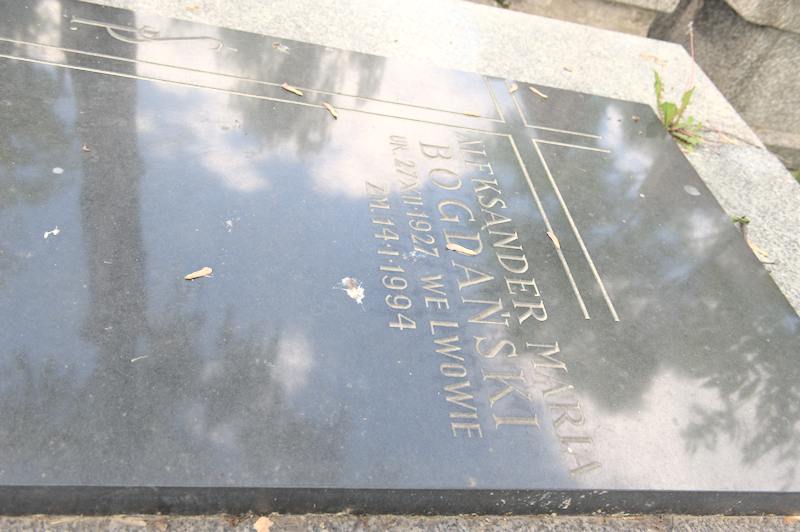 ALEKSANDER MARIA
BOGDAŃSKI
UR. 27·XII·1927 WE LWOWIE
ZM. 14·I·1994